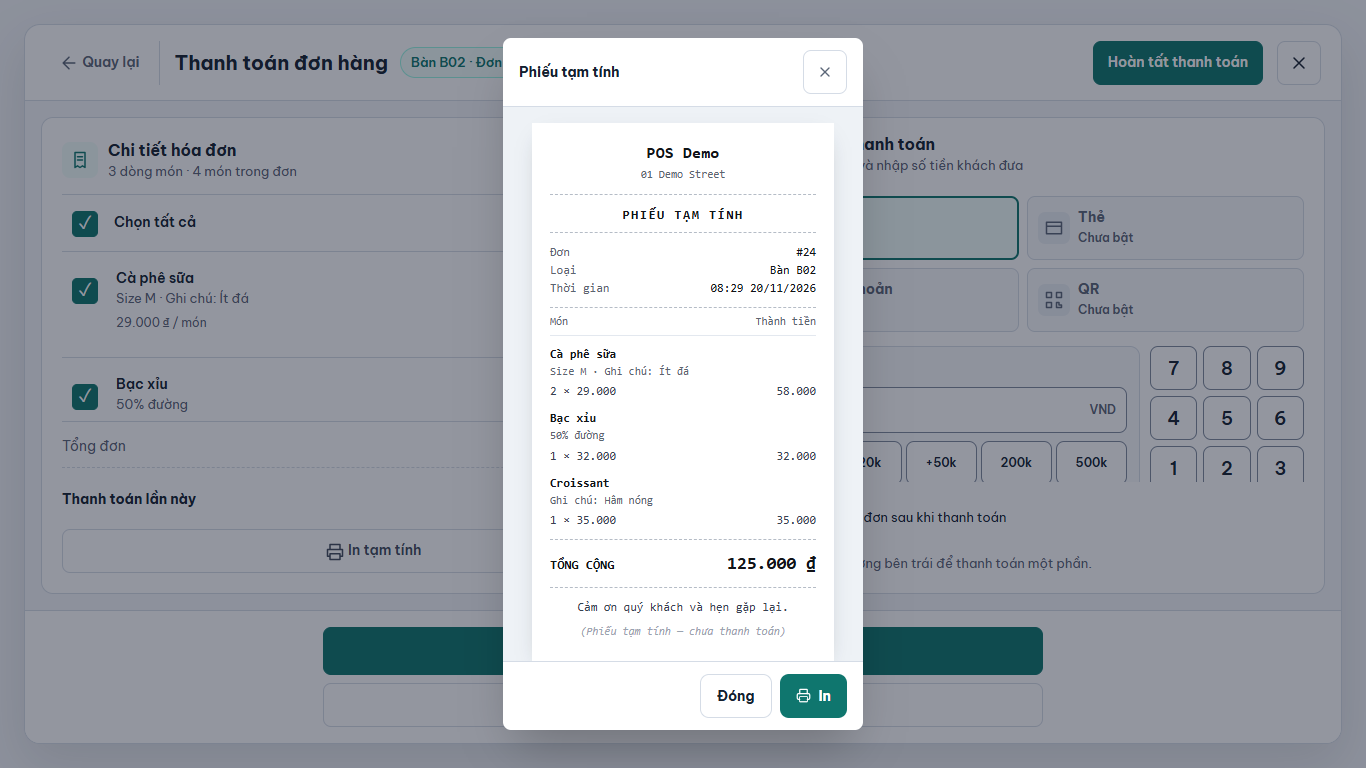 Quay lại
Thanh toán đơn hàng
Bàn B02 · Đơn
Hoàn tất thanh toán
Chi tiết hóa đơn
3 dòng món · 4 món trong đơn
Chọn tất cả
Cà phê sữa
Size M · Ghi chú: Ít đá
29.000 ₫ / món
Bạc xỉu
50% đường
Tổng đơn
Thanh toán lần này
In tạm tính
Phiếu tạm tính
POS Demo
01 Demo Street
PHIẾU TẠM TÍNH
Đơn #24
Loại Bàn B02
Thời gian 08:29 20/11/2026
Món Thành tiền
Cà phê sữa
Size M · Ghi chú: Ít đá
2 × 29.000 58.000
Bạc xỉu
50% đường
1 × 32.000 32.000
Croissant
Ghi chú: Hâm nóng
1 × 35.000 35.000
TỔNG CỘNG 125.000 ₫
Cảm ơn quý khách và hẹn gặp lại.
(Phiếu tạm tính — chưa thanh toán)
Đóng
In
toán
và nhập số tiền khách đưa
Thẻ
Chưa bật
QR
Chưa bật
VND
+50k
200k
500k
7 8 9
4 5 6
1 2 3
đơn sau khi thanh toán
bên trái để thanh toán một phần.